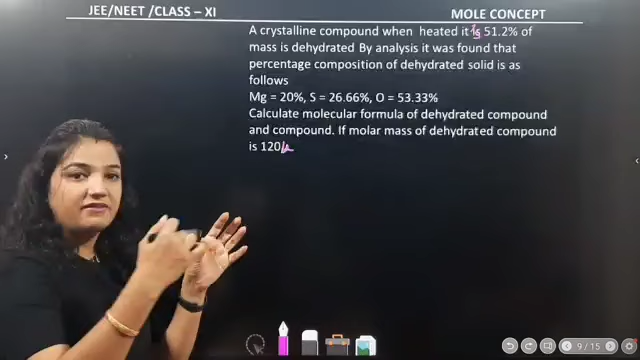 JEE/NEET /CLASS – XI
MOLE CONCEPT
A crystalline compound when heated its 51.2% of
mass is dehydrated By analysis it was found that
percentage composition of dehydrated solid is as
follows
Mg = 20%, S = 26.66%, O = 53.33%
Calculate molecular formula of dehydrated compound
and compound. If molar mass of dehydrated compound
is 120
9 / 15